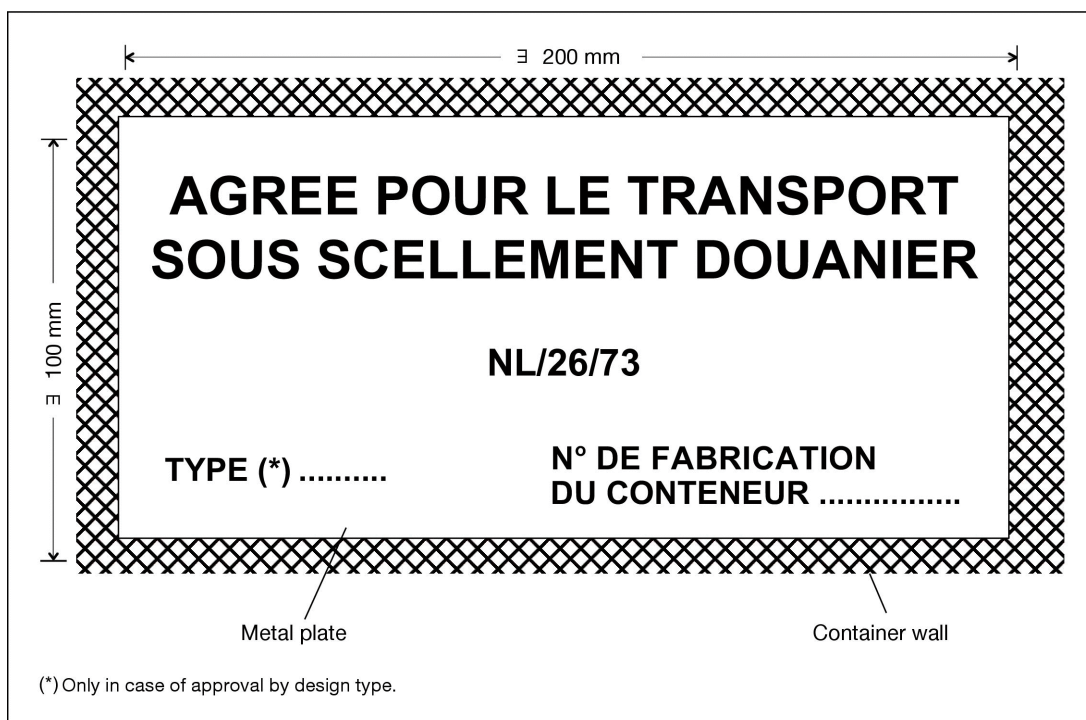 ∃ 200 mm
∃ 100 mm
AGREE POUR LE TRANSPORT
SOUS SCELLEMENT DOUANIER
NL/26/73
TYPE (*) ..........
N° DE FABRICATION
DU CONTENEUR ................
Metal plate
Container wall
(*) Only in case of approval by design type.